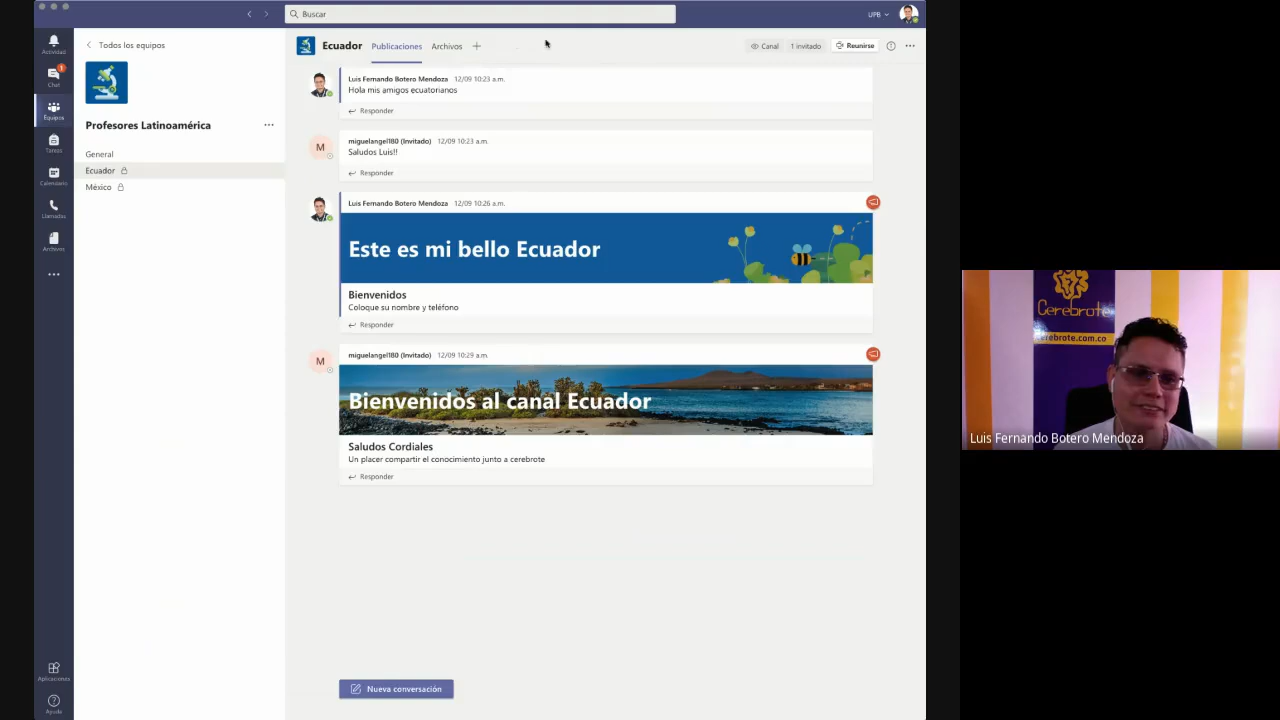 Buscar
UPB
Actividad
Chat
1
Equipos
Tareas
Calendario
Llamadas
Archivos
Aplicaciones
Ayuda
Todos los equipos
Profesores Latinoamérica
General
Ecuador
México
Ecuador
Publicaciones
Archivos
Canal
1 invitado
Reunirse
Luis Fernando Botero Mendoza 12/09 10:23 a.m.
Hola mis amigos ecuatorianos
Responder
M
miguelangel180 (Invitado) 12/09 10:23 a.m.
Saludos Luis!!
Responder
Luis Fernando Botero Mendoza 12/09 10:26 a.m.
Este es mi bello Ecuador
Bienvenidos
Coloque su nombre y teléfono
Responder
M
miguelangel180 (Invitado) 12/09 10:29 a.m.
Bienvenidos al canal Ecuador
Saludos Cordiales
Un placer compartir el conocimiento junto a cerebrote
Responder
Nueva conversación
Cerebrote
cerebrote.com.co
Luis Fernando Botero Mendoza